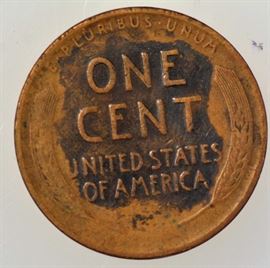 E·PLURIBUS·UNUM
ONE
CENT
UNITED STATES
OF AMERICA